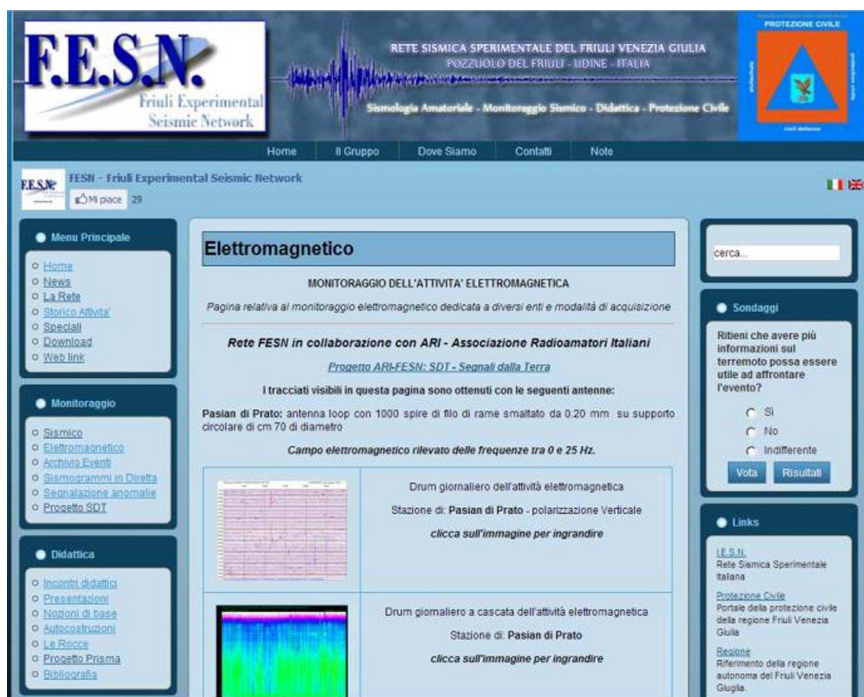 F.E.S.N.
Friuli Experimental
Seismic Network
RETE SISMICA SPERIMENTALE DEL FRIULI VENEZIA GIULIA
POZZUOLO DEL FRIULI - UDINE - ITALIA
Sismologia Amatoriale - Monitoraggio Sismico - Didattica - Protezione Civile
PROTEZIONE CIVILE
civil defence
Home Il Gruppo Dove Siamo Contatti Note
F.E.S.N.
FESN - Friuli Experimental Seismic Network
Mi piace 29
Menu Principale
Home
News
La Rete
Storico Attivita'
Speciali
Download
Web link
Monitoraggio
Sismico
Elettromagnetico
Archivio Eventi
Sismogrammi in Diretta
Segnalazione anomalie
Progetto SDT
Didattica
Incontri didattici
Presentazioni
Nozioni di base
Autocostruzioni
Le Rocce
Progetto Prisma
Bibliografia
Elettromagnetico
MONITORAGGIO DELL'ATTIVITA' ELETTROMAGNETICA
Pagina relativa al monitoraggio elettromagnetico dedicata a diversi enti e modalità di acquisizione
Rete FESN in collaborazione con ARI - Associazione Radioamatori Italiani
Progetto ARI-FESN: SDT - Segnali dalla Terra
I tracciati visibili in questa pagina sono ottenuti con le seguenti antenne:
Pasian di Prato: antenna loop con 1000 spire di filo di rame smaltato da 0.20 mm su supporto
circolare di cm 70 di diametro
Campo elettromagnetico rilevato delle frequenze tra 0 e 25 Hz.
Drum giornaliero dell'attività elettromagnetica
Stazione di: Pasian di Prato - polarizzazione Verticale
clicca sull'immagine per ingrandire
Drum giornaliero a cascata dell'attività elettromagnetica
Stazione di: Pasian di Prato
clicca sull'immagine per ingrandire
cerca...
Sondaggi
Ritieni che avere più
informazioni sul
terremoto possa essere
utile ad affrontare
l'evento?
Sì
No
Indifferente
Vota Risultati
Links
I.E.S.N.
Rete Sismica Sperimentale
Italiana
Protezione Civile
Portale della protezione civile
della regione Friuli Venezia
Giulia
Regione
Riferimento della regione
autonoma del Friuli Venezia
Giuglia.